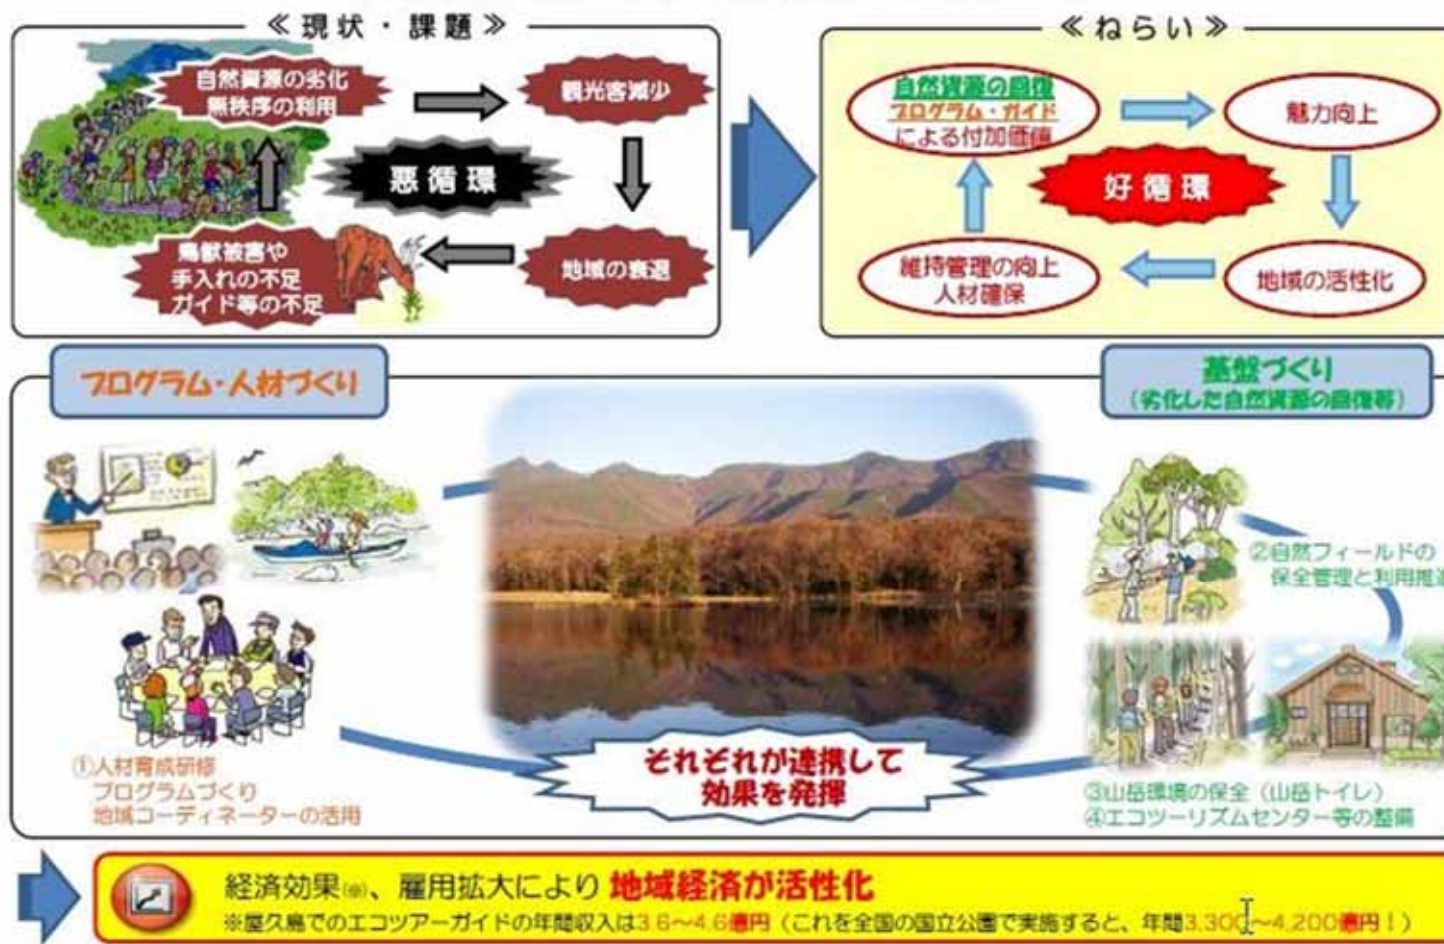 ≪現状・課題≫
自然資源の劣化
無秩序の利用
観光客減少
悪循環
鳥獣被害や
手入れの不足
ガイド等の不足
地域の衰退
≪ねらい≫
自然資源の回復
プログラム・ガイド
による付加価値
魅力向上
好循環
維持管理の向上
人材確保
地域の活性化
プログラム・人材づくり
基盤づくり
(劣化した自然資源の回復等)
②自然フィールドの
保全管理と利用推進
それぞれが連携して
効果を発揮
①人材育成研修
プログラムづくり
地域コーディネーターの活用
③山岳環境の保全（山岳トイレ）
④エコツーリズムセンター等の整備
経済効果(※)、雇用拡大により 地域経済が活性化
※屋久島でのエコツアーガイドの年間収入は3.6～4.6億円（これを全国の国立公園で実施すると、年間3,300～4,200億円！）